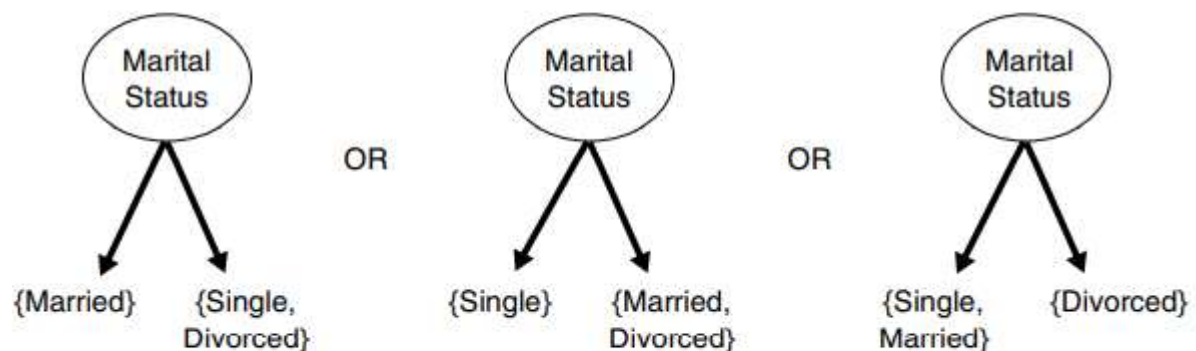 Marital
Status
{Married}
{Single,
Divorced}
OR
Marital
Status
{Single}
{Married,
Divorced}
OR
Marital
Status
{Single,
Married}
{Divorced}